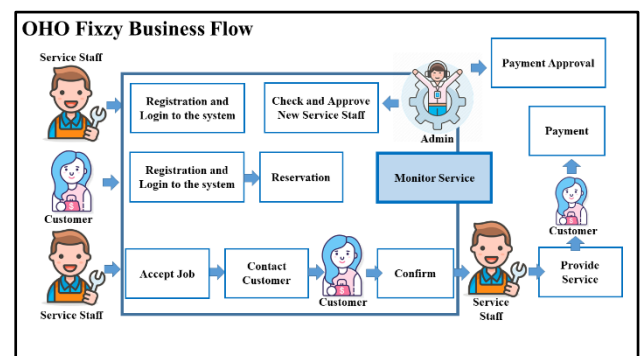 OHO Fixzy Business Flow
Service Staff
Registration and
Login to the system
Check and Approve
New Service Staff
Admin
Payment Approval
Payment
Customer
Registration and
Login to the system
Reservation
Monitor Service
Customer
Service Staff
Accept Job
Contact
Customer
Customer
Confirm
Service
Staff
Provide
Service